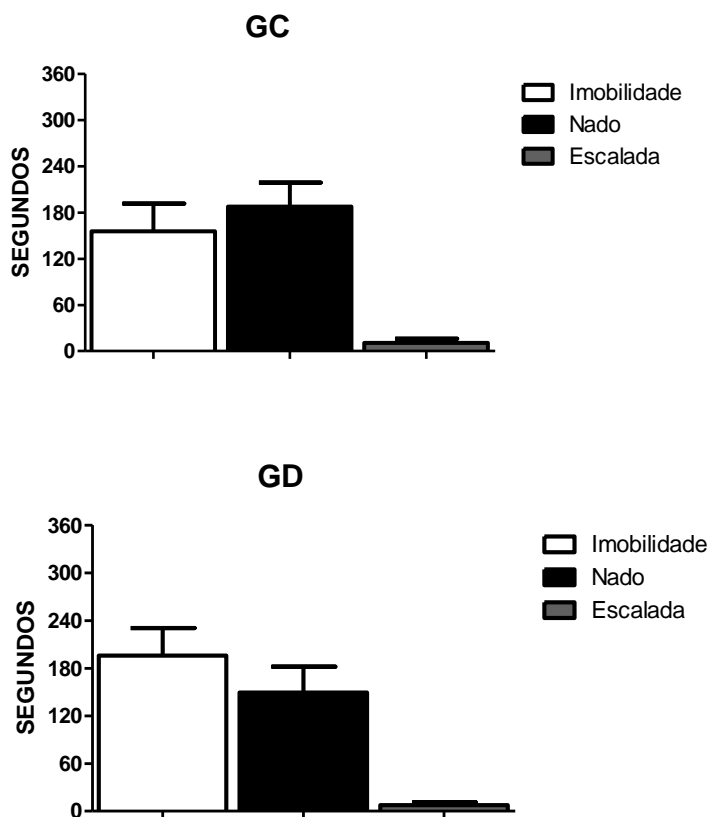 GC
360
300
240
180
120
60
0
SEGUNDOS
Imobilidade
Nado
Escalada
GD
360
300
240
180
120
60
0
SEGUNDOS
Imobilidade
Nado
Escalada